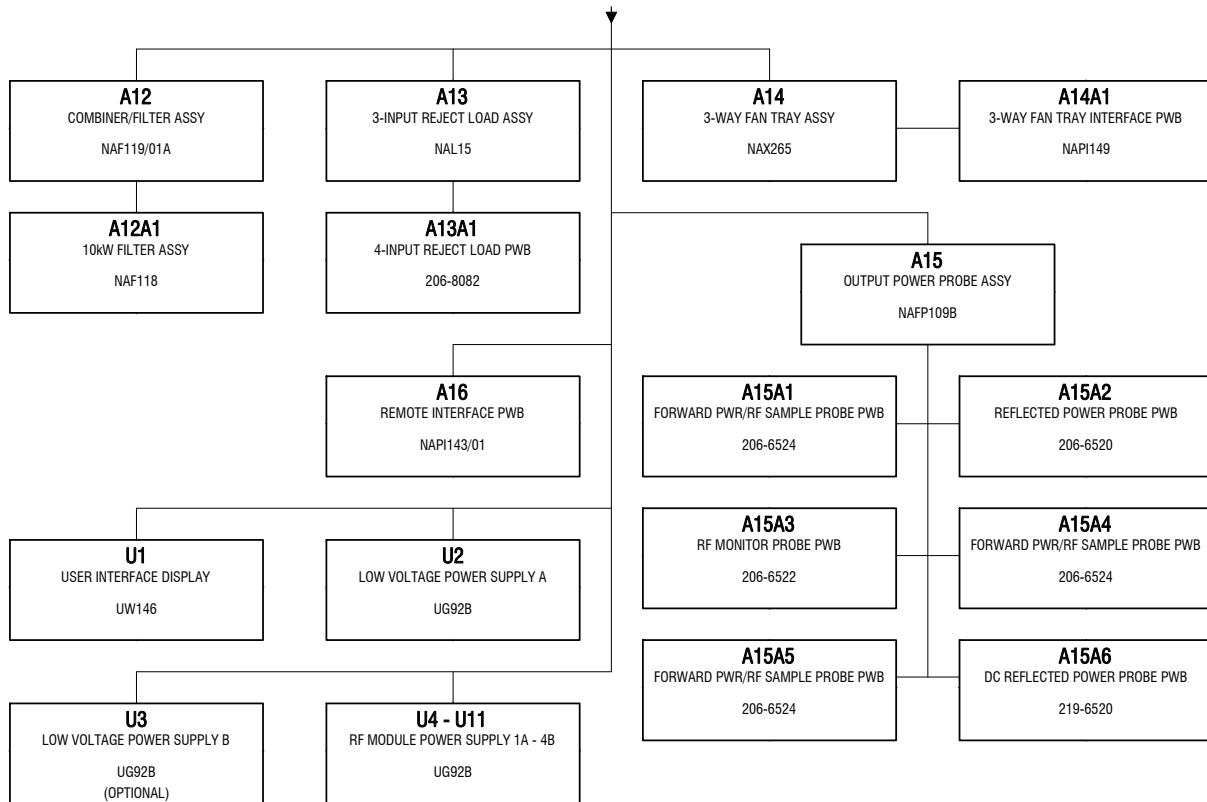 A12
COMBINER/FILTER ASSY
NAF119/01A
A13
3-INPUT REJECT LOAD ASSY
NAL15
A14
3-WAY FAN TRAY ASSY
NAX265
A14A1
3-WAY FAN TRAY INTERFACE PWB
NAPI149
A12A1
10kW FILTER ASSY
NAF118
A13A1
4-INPUT REJECT LOAD PWB
206-8082
A15
OUTPUT POWER PROBE ASSY
NAFP109B
A16
REMOTE INTERFACE PWB
NAPI143/01
A15A1
FORWARD PWR/RF SAMPLE PROBE PWB
206-6524
A15A2
REFLECTED POWER PROBE PWB
206-6520
U1
USER INTERFACE DISPLAY
UW146
U2
LOW VOLTAGE POWER SUPPLY A
UG92B
A15A3
RF MONITOR PROBE PWB
206-6522
A15A4
FORWARD PWR/RF SAMPLE PROBE PWB
206-6524
U3
LOW VOLTAGE POWER SUPPLY B
UG92B
(OPTIONAL)
U4 - U11
RF MODULE POWER SUPPLY 1A - 4B
UG92B
A15A5
FORWARD PWR/RF SAMPLE PROBE PWB
206-6524
A15A6
DC REFLECTED POWER PROBE PWB
219-6520